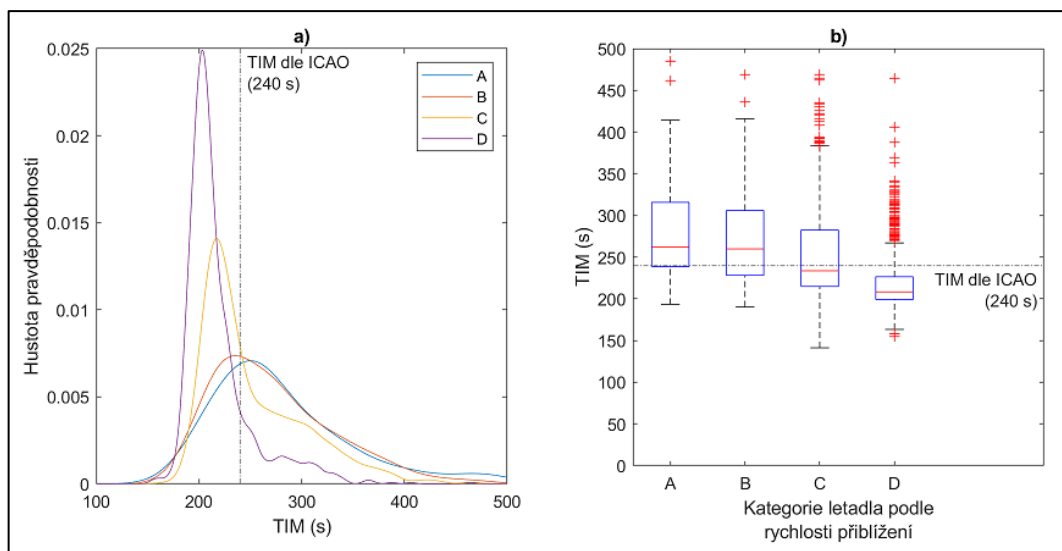 a)
0.025
0.02
0.015
0.01
0.005
0
Hustota pravděpodobnosti
TIM dle ICAO
(240 s)
A
B
C
D
100
200
300
400
500
TIM (s)
b)
500
450
400
350
300
250
200
150
100
50
0
TIM (s)
TIM dle ICAO
(240 s)
A
B
C
D
Kategorie letadla podle
rychlosti přiblížení